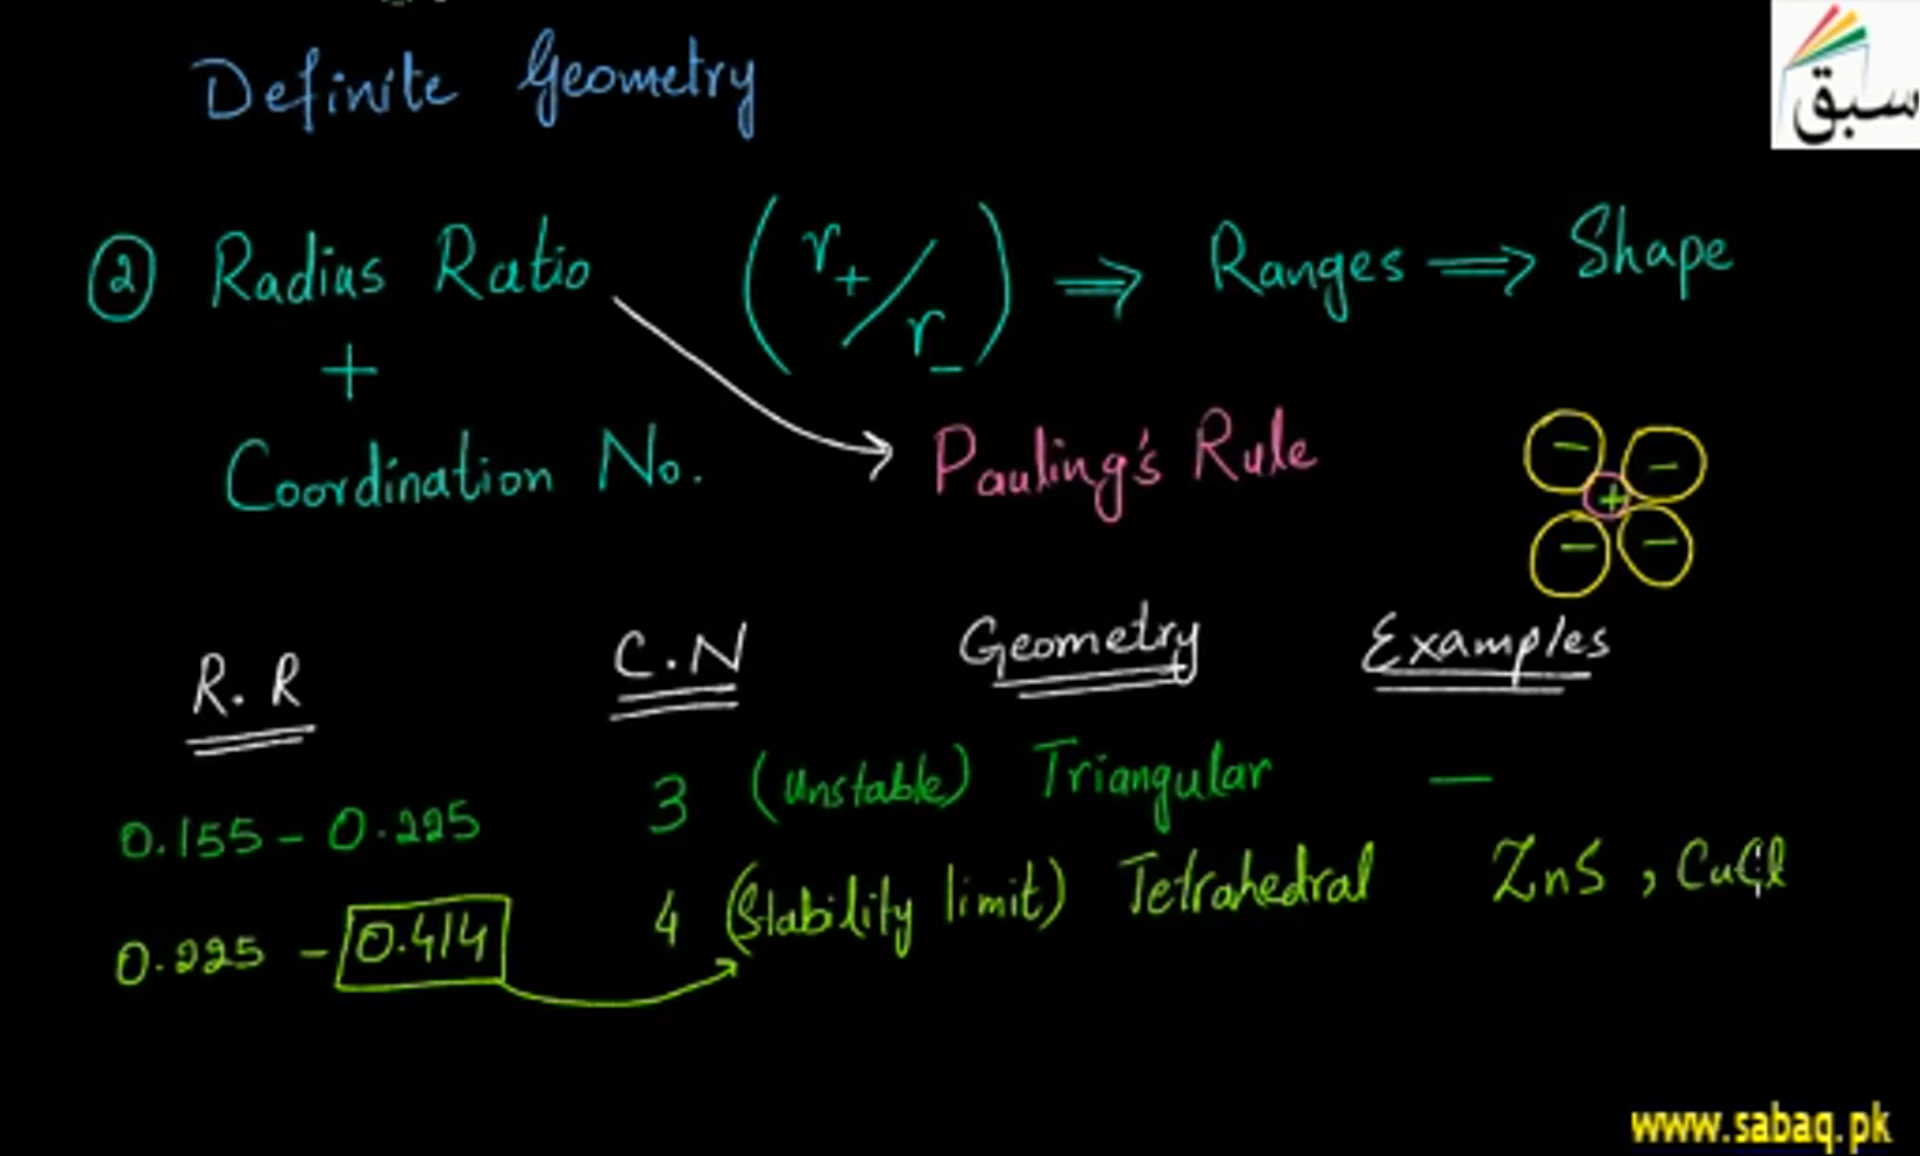 Definite Geometry
سبق
② Radius Ratio (r+/r-) ⇒ Ranges ⇒ Shape
+
Coordination No. → Pauling's Rule
− −
+
− −
R.R C.N Geometry Examples
0.155 – 0.225 3 (Unstable) Triangular —
0.225 – 0.414 4 (Stability limit) Tetrahedral ZnS, CuCl
www.sabaq.pk